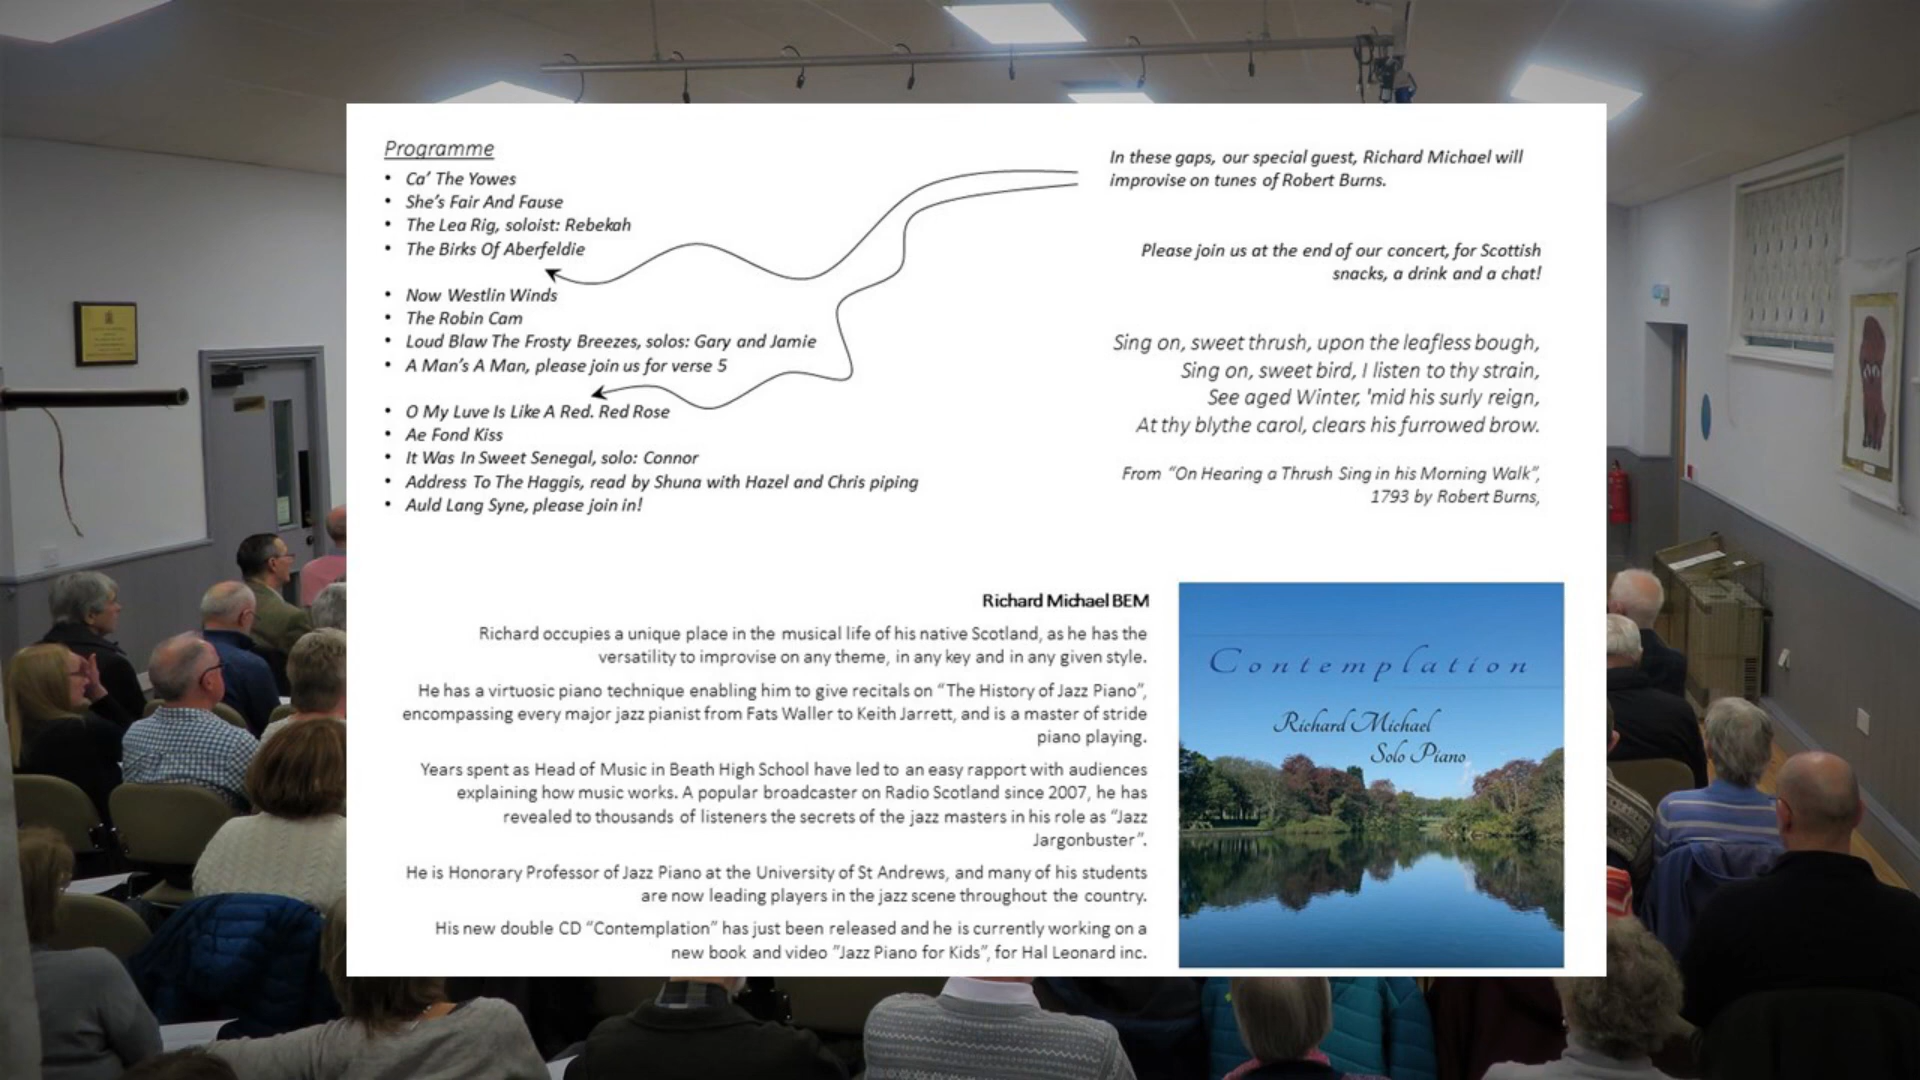 Programme
• Ca’ The Yowes
• She’s Fair And Fause
• The Lea Rig, soloist: Rebekah
• The Birks Of Aberfeldie
• Now Westlin Winds
• The Robin Cam
• Loud Blaw The Frosty Breezes, solos: Gary and Jamie
• A Man’s A Man, please join us for verse 5
• O My Luve Is Like A Red. Red Rose
• Ae Fond Kiss
• It Was In Sweet Senegal, solo: Connor
• Address To The Haggis, read by Shuna with Hazel and Chris piping
• Auld Lang Syne, please join in!
In these gaps, our special guest, Richard Michael will
improvise on tunes of Robert Burns.
Please join us at the end of our concert, for Scottish
snacks, a drink and a chat!
Sing on, sweet thrush, upon the leafless bough,
Sing on, sweet bird, I listen to thy strain,
See aged Winter, 'mid his surly reign,
At thy blythe carol, clears his furrowed brow.
From “On Hearing a Thrush Sing in his Morning Walk”,
1793 by Robert Burns,
Richard Michael BEM
Richard occupies a unique place in the musical life of his native Scotland, as he has the
versatility to improvise on any theme, in any key and in any given style.
He has a virtuosic piano technique enabling him to give recitals on “The History of Jazz Piano”,
encompassing every major jazz pianist from Fats Waller to Keith Jarrett, and is a master of stride
piano playing.
Years spent as Head of Music in Beath High School have led to an easy rapport with audiences
explaining how music works. A popular broadcaster on Radio Scotland since 2007, he has
revealed to thousands of listeners the secrets of the jazz masters in his role as “Jazz
Jargonbuster”.
He is Honorary Professor of Jazz Piano at the University of St Andrews, and many of his students
are now leading players in the jazz scene throughout the country.
His new double CD “Contemplation” has just been released and he is currently working on a
new book and video “Jazz Piano for Kids”, for Hal Leonard inc.
Contemplation
Richard Michael
Solo Piano